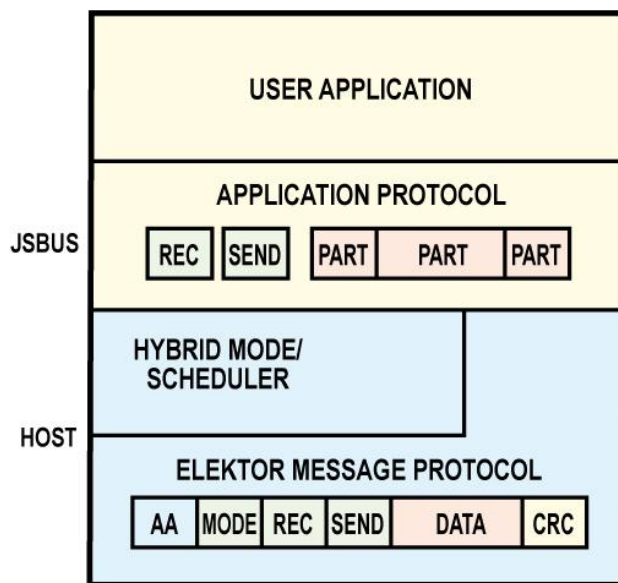 USER APPLICATION
APPLICATION PROTOCOL
JSBUS
REC SEND PART PART PART
HYBRID MODE/
SCHEDULER
HOST
ELEKTOR MESSAGE PROTOCOL
AA MODE REC SEND DATA CRC